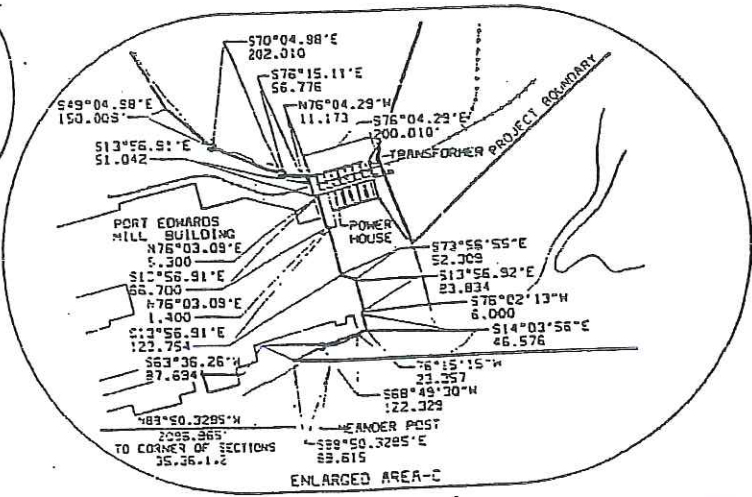 S70°04.98'E
202.010
S76°15.11'E
56.776
N76°04.29'W
11.173
S76°04.29'E
200.010'
S49°04.98'E
150.009'
S13°56.91'E
51.042
TRANSFORMER
PROJECT BOUNDARY
PORT EDWARDS
MILL BUILDING
POWER
HOUSE
N76°03.09'E
5.300
S13°56.91'E
66.700
N76°03.09'E
1.400
S13°56.91'E
122.754
S63°36.26'W
87.694
S73°56'55"E
52.309
S13°56.92'E
23.834
S76°02'13"W
6.000
S14°03'56"E
46.576
76°15'15"W
23.357
S68°49'30"W
122.329
N89°50.3285'W
2095.965'
TO CORNER OF SECTIONS
35,36,1,2
MEANDER POST
S89°50.3285'E
89.615
ENLARGED AREA-